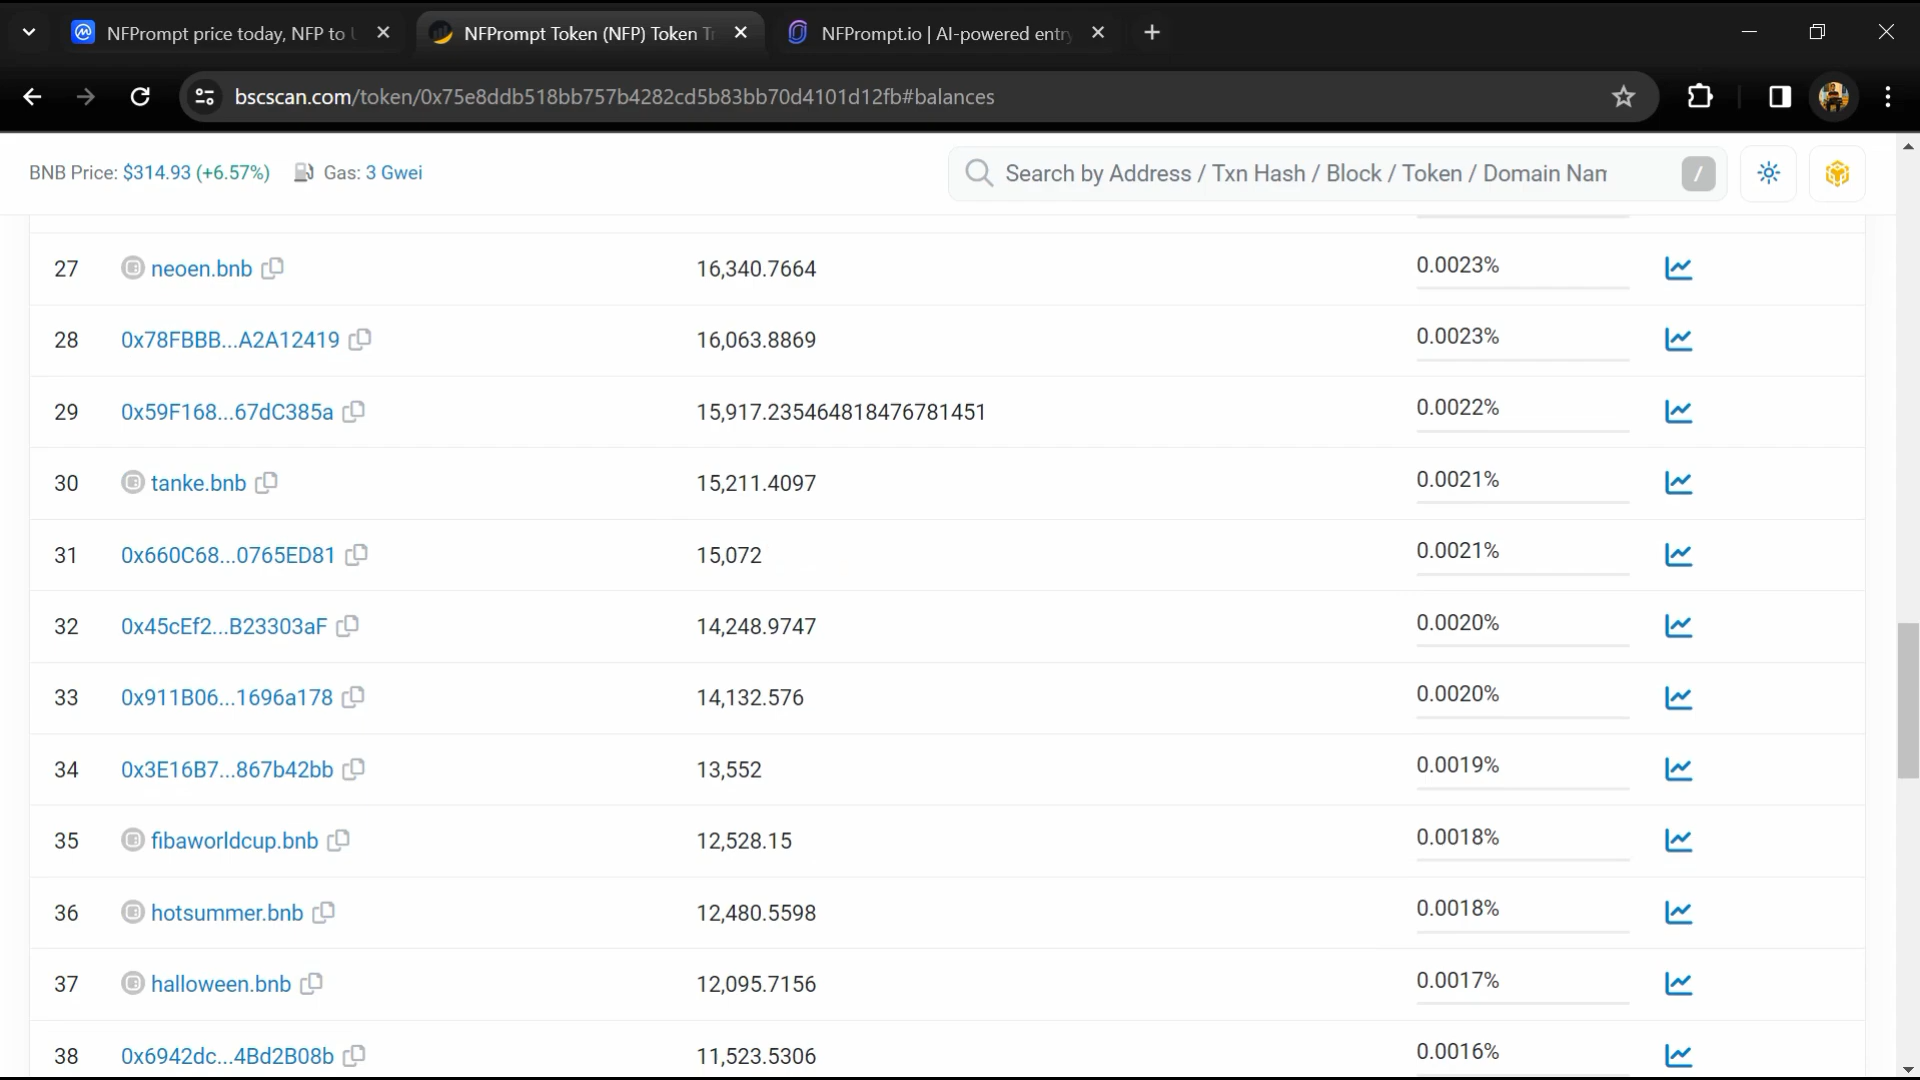 NFPrompt price today, NFP to U
NFPrompt Token (NFP) Token Tr
NFPrompt.io | AI-powered entry
bscscan.com/token/0x75e8ddb518bb757b4282cd5b83bb70d4101d12fb#balances
BNB Price: $314.93 (+6.57%) Gas: 3 Gwei
Search by Address / Txn Hash / Block / Token / Domain Nam /
27 neoen.bnb 16,340.7664 0.0023%
28 0x78FBBB...A2A12419 16,063.8869 0.0023%
29 0x59F168...67dC385a 15,917.235464818476781451 0.0022%
30 tanke.bnb 15,211.4097 0.0021%
31 0x660C68...0765ED81 15,072 0.0021%
32 0x45cEf2...B23303aF 14,248.9747 0.0020%
33 0x911B06...1696a178 14,132.576 0.0020%
34 0x3E16B7...867b42bb 13,552 0.0019%
35 fibaworldcup.bnb 12,528.15 0.0018%
36 hotsummer.bnb 12,480.5598 0.0018%
37 halloween.bnb 12,095.7156 0.0017%
38 0x6942dc...4Bd2B08b 11,523.5306 0.0016%